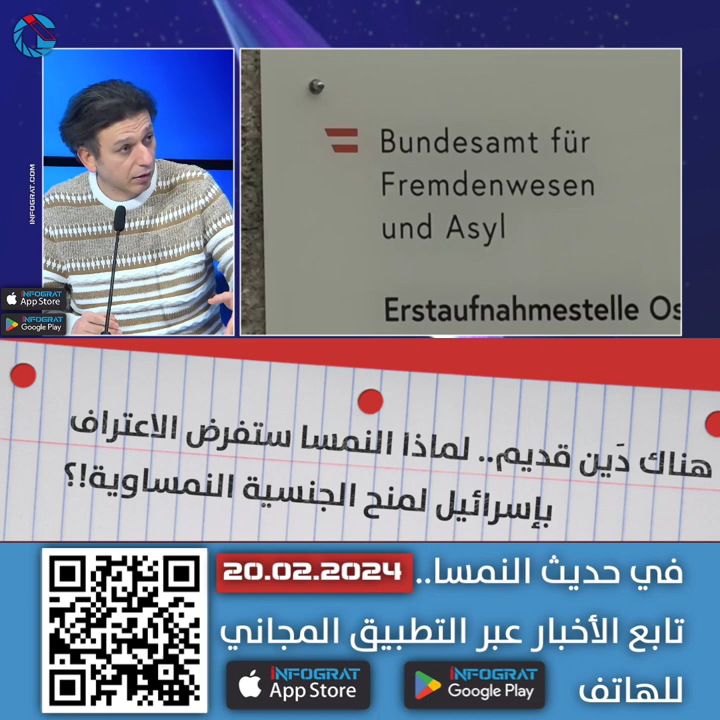 INFOGRAT.COM
INFOGRAT
App Store
INFOGRAT
Google Play
Bundesamt für
Fremdenwesen
und Asyl
Erstaufnahmestelle Os
هناك دَين قديم.. لماذا النمسا ستفرض الاعتراف
بإسرائيل لمنح الجنسية النمساوية!؟
في حديث النمسا.. 20.02.2024
تابع الأخبار عبر التطبيق المجاني
للهاتف
INFOGRAT
App Store
INFOGRAT
Google Play